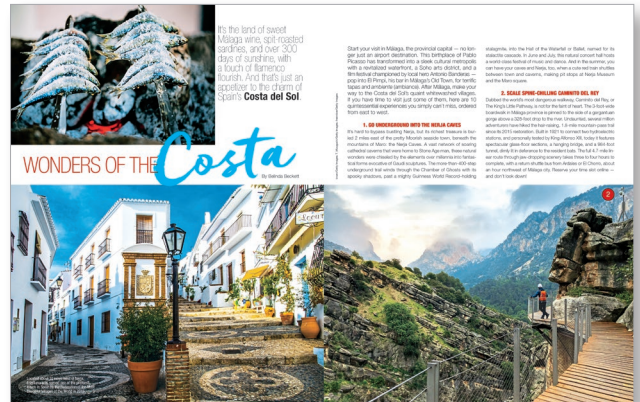 It's the land of sweet
Málaga wine, spit-roasted
sardines, and over 300
days of sunshine, with
a touch of flamenco
flourish. And that's just an
appetizer to the charm of
Spain's Costa del Sol.
WONDERS OF THE Costa
By Belinda Beckett
Start your visit in Málaga, the provincial capital — no lon-
ger just an airport destination. This birthplace of Pablo
Picasso has transformed into a sleek cultural metropolis
with a revitalized waterfront, a Soho arts district, and a
film festival championed by local hero Antonio Banderas —
pop into El Pimpi, his bar in Málaga's Old Town, for terrific
tapas and ambiente (ambiance). After Málaga, make your
way to the Costa del Sol's quaint whitewashed villages.
If you have time to visit just some of them, here are 10
quintessential experiences you simply can't miss, ordered
from east to west.
1. GO UNDERGROUND INTO THE NERJA CAVES
It's hard to bypass bustling Nerja, but its richest treasure is bur-
ied 2 miles east of the pretty Moorish seaside town, beneath the
mountains of Maro: the Nerja Caves. A vast network of soaring
cathedral caverns that were home to Stone Age men, these natural
wonders were chiseled by the elements over millennia into fantas-
tical forms evocative of Gaudí sculptures. The more than 400-step
underground trail whisks through the Chamber of Ghosts with its
spooky shadows, past a mighty Guinness World Record-holding
stalagmite, into the Hall of the Waterfall or Ballet, named for its
stalactite cascade. In June and July, this natural concert hall hosts
a world-class festival of music and dance. And in the summer, you
can have your caves and Nerja, too, when a cute red train shuttles
between town and caverns, making pit stops at Nerja Museum
and the Maro square.
2. SCALE SPINE-CHILLING CAMINITO DEL REY
Dubbed the world's most dangerous walkway, Caminito del Rey, or
The King's Little Pathway, is not for the faint of heart. The 3-foot-wide
boardwalk in Málaga province is pinned to the side of a gargantuan
gorge above a 328-foot drop to the river. Undaunted, several million
adventurers have hiked the hair-raising, 1.8-mile mountain pass trail
since its 2015 restoration. Built in 1901 to connect two hydroelectric
stations, and personally tested by King Alfonso XIII, today it features
spectacular glass-floor sections, a hanging bridge, and a 984-foot
tunnel, dimly lit in deference to the resident bats. The full 4.7-mile lin-
ear route through jaw-dropping scenery takes three to four hours to
complete, with a return shuttle bus from Ardales or El Chorro, about
an hour northwest of Málaga city. Reserve your time slot online —
and don't look down!
2